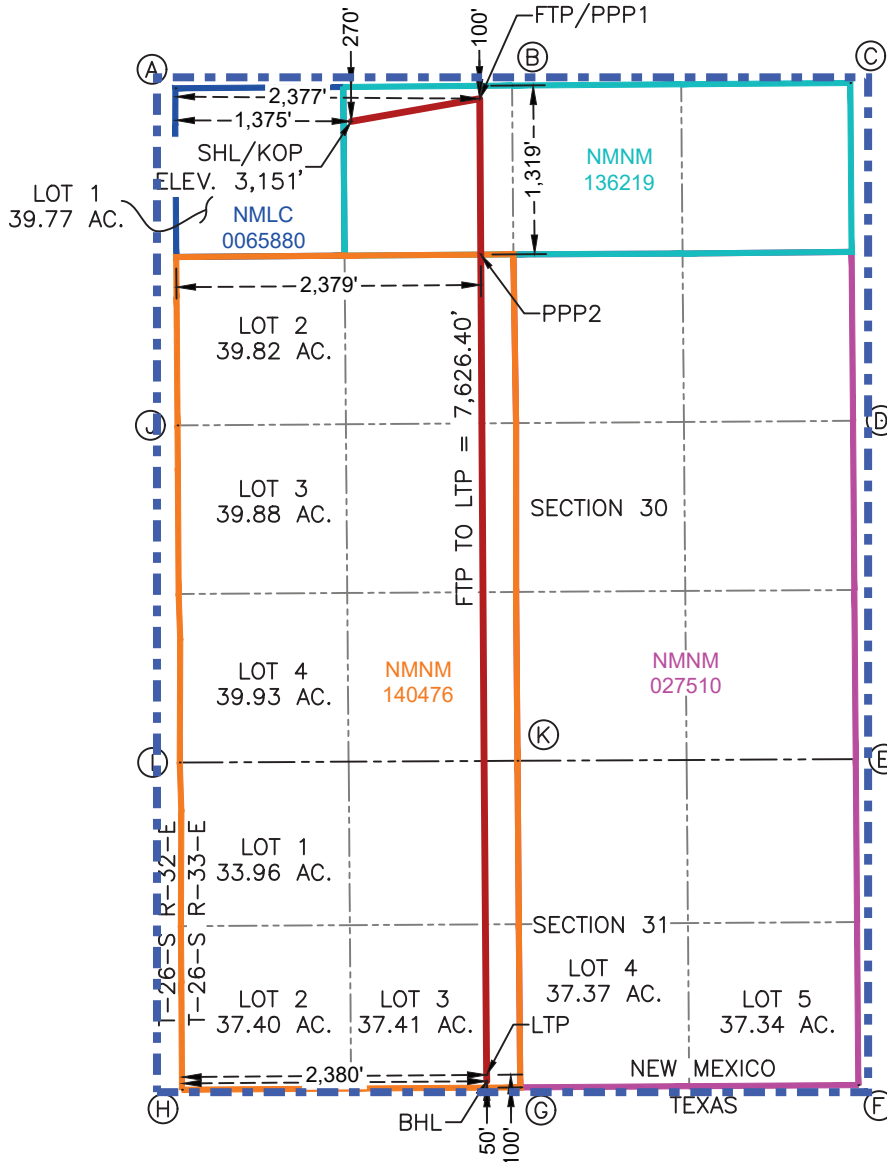 270'
100'
FTP/PPP1
A
B
C
2,377'
1,375'
SHL/KOP
ELEV. 3,151'
1,319'
NMNM
136219
LOT 1
39.77 AC.
NMLC
0065880
2,379'
PPP2
LOT 2
39.82 AC.
FTP TO LTP = 7,626.40'
J
D
LOT 3
39.88 AC.
SECTION 30
LOT 4
39.93 AC.
NMNM
140476
NMNM
027510
K
I
E
T-26-S R-32-E
T-26-S R-33-E
LOT 1
33.96 AC.
SECTION 31
LOT 2
37.40 AC.
LOT 3
37.41 AC.
LOT 4
37.37 AC.
LOT 5
37.34 AC.
LTP
2,380'
NEW MEXICO
TEXAS
H
BHL
50'
100'
G
F